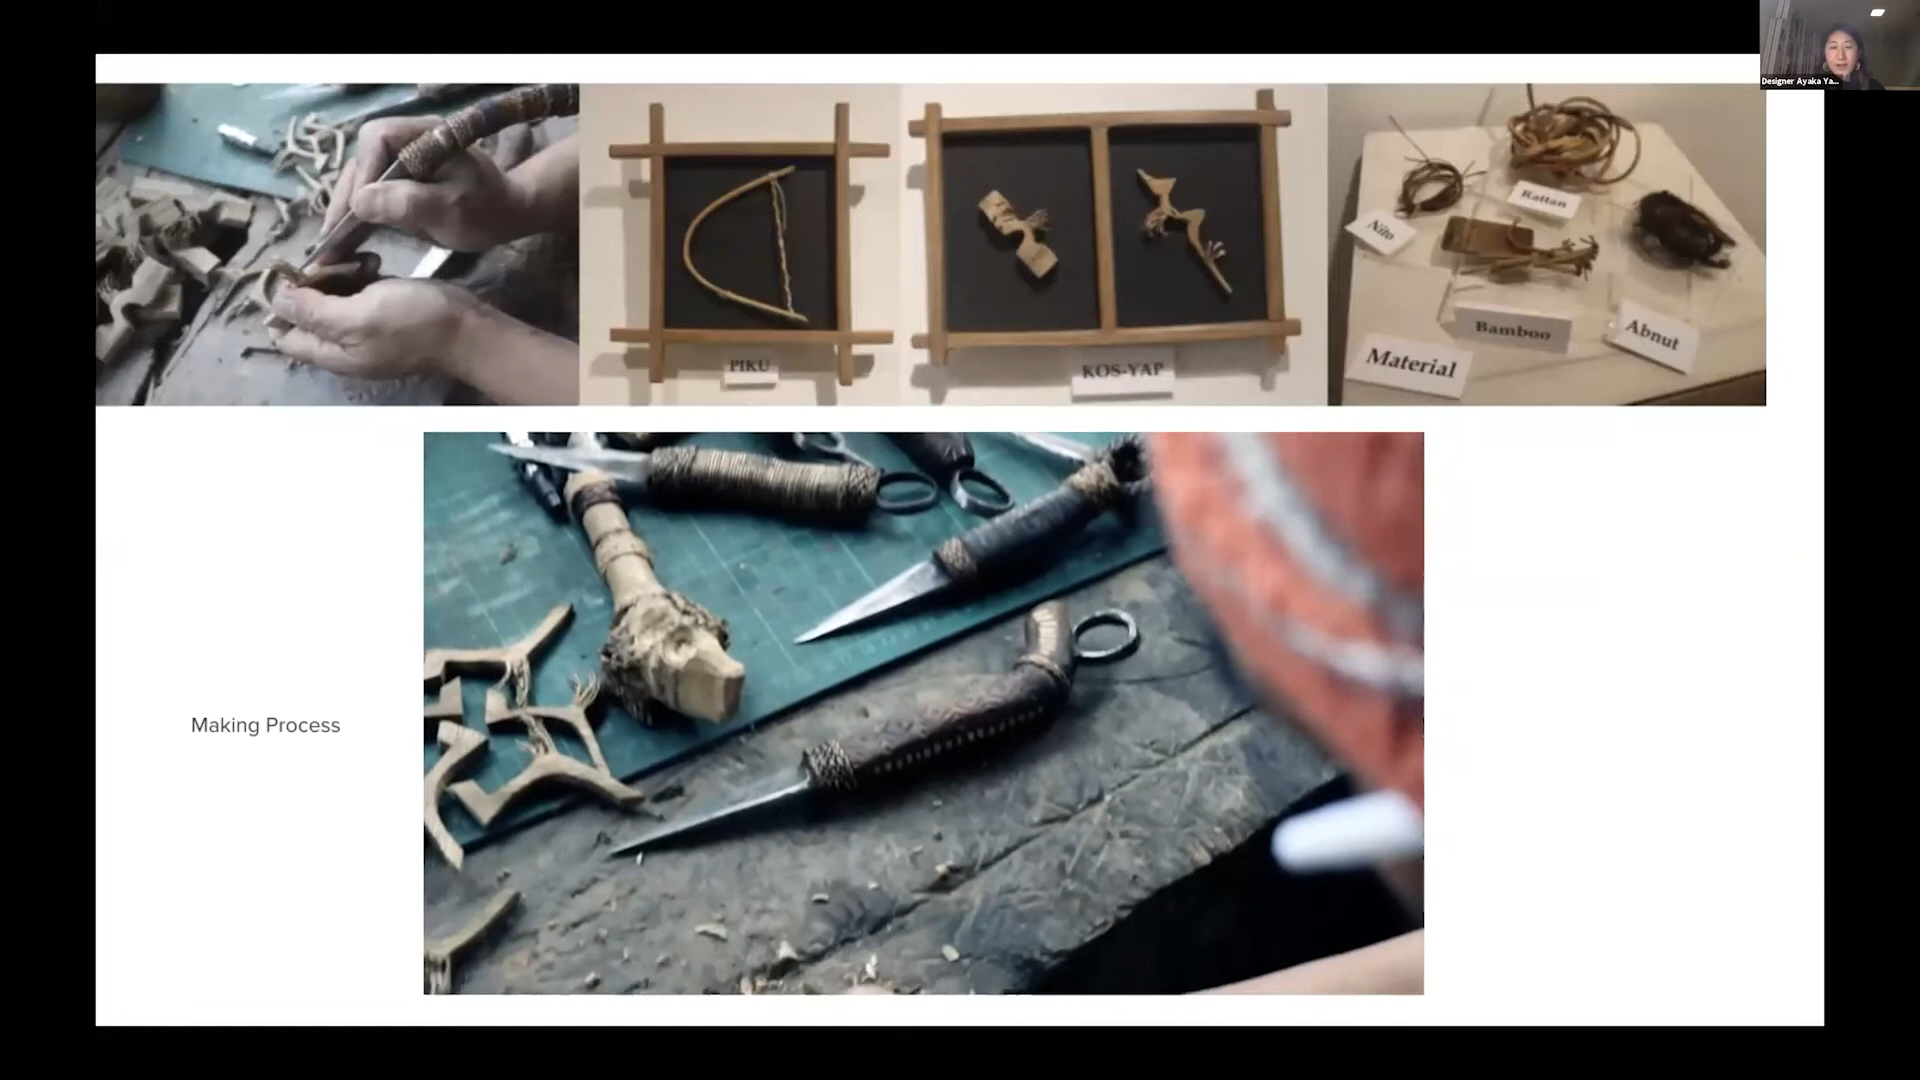 Designer Ayaka Ya...
PIKU
KOS-YAP
Nito
Rattan
Bamboo
Abnut
Material
Making Process